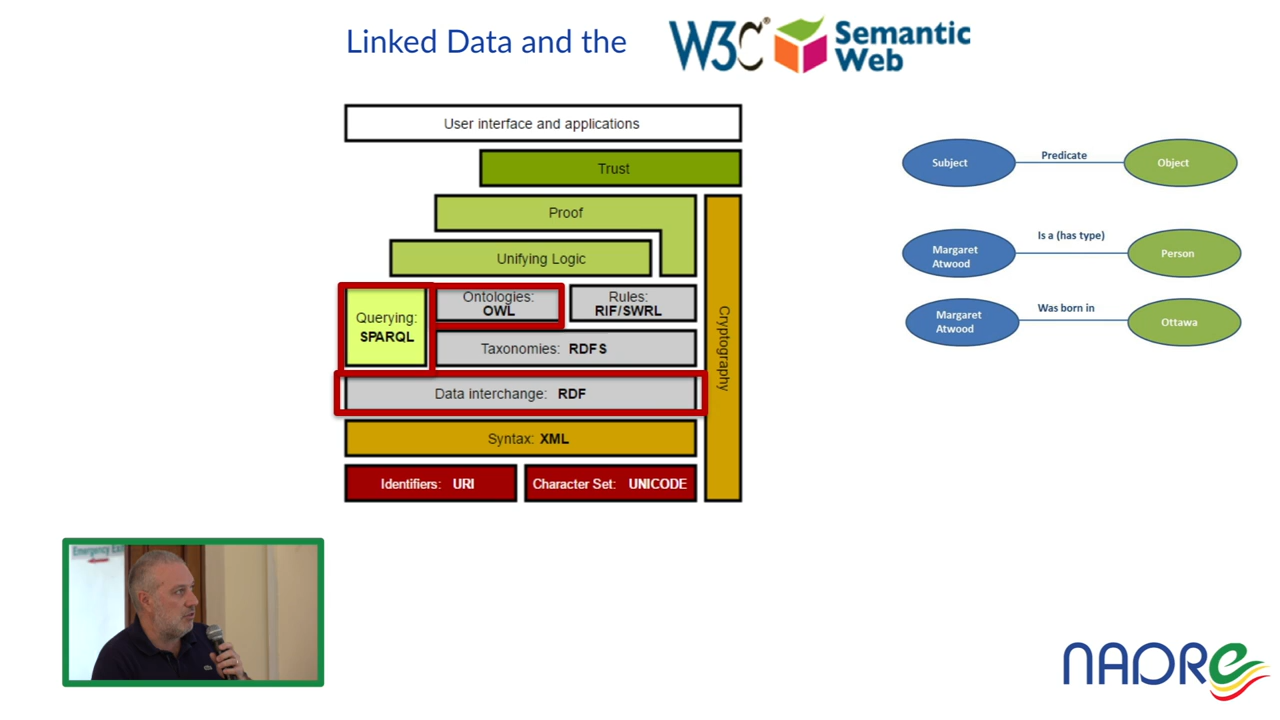 Linked Data and the
W3C®
Semantic
Web
User interface and applications
Trust
Proof
Unifying Logic
Querying:
SPARQL
Ontologies:
OWL
Rules:
RIF/SWRL
Taxonomies: RDFS
Data interchange: RDF
Syntax: XML
Identifiers: URI
Character Set: UNICODE
Cryptography
Subject
Predicate
Object
Margaret
Atwood
Is a (has type)
Person
Margaret
Atwood
Was born in
Ottawa
Emergency
NADRe